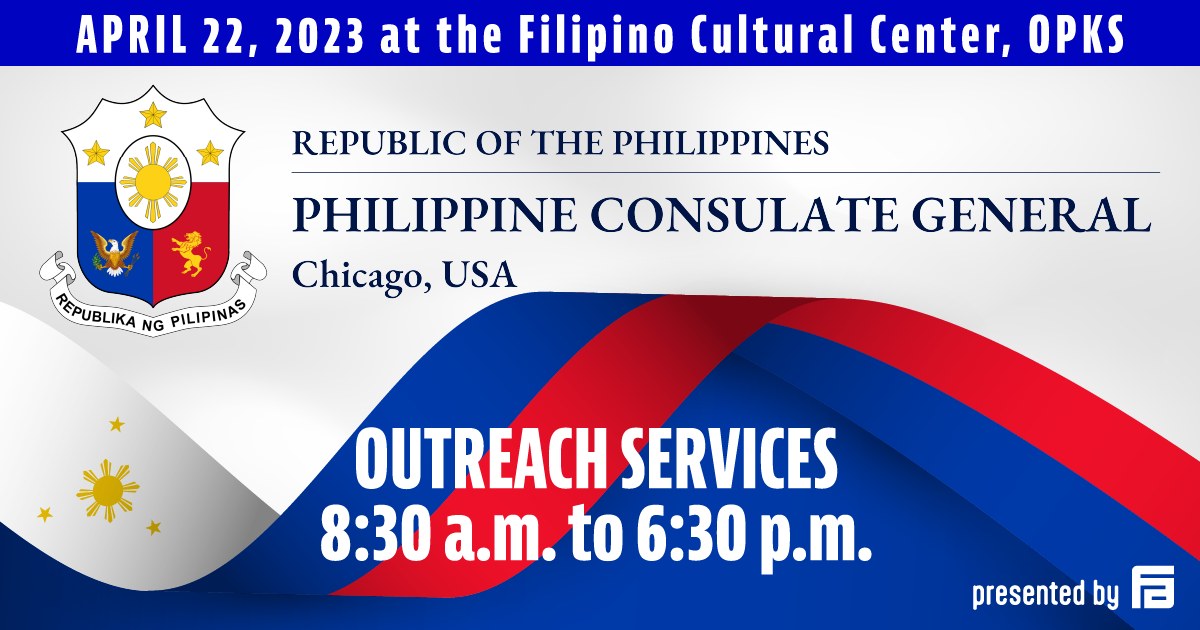 APRIL 22, 2023 at the Filipino Cultural Center, OPKS
REPUBLIC OF THE PHILIPPINES
PHILIPPINE CONSULATE GENERAL
Chicago, USA
REPUBLIKA NG PILIPINAS
OUTREACH SERVICES
8:30 a.m. to 6:30 p.m.
presented by FA